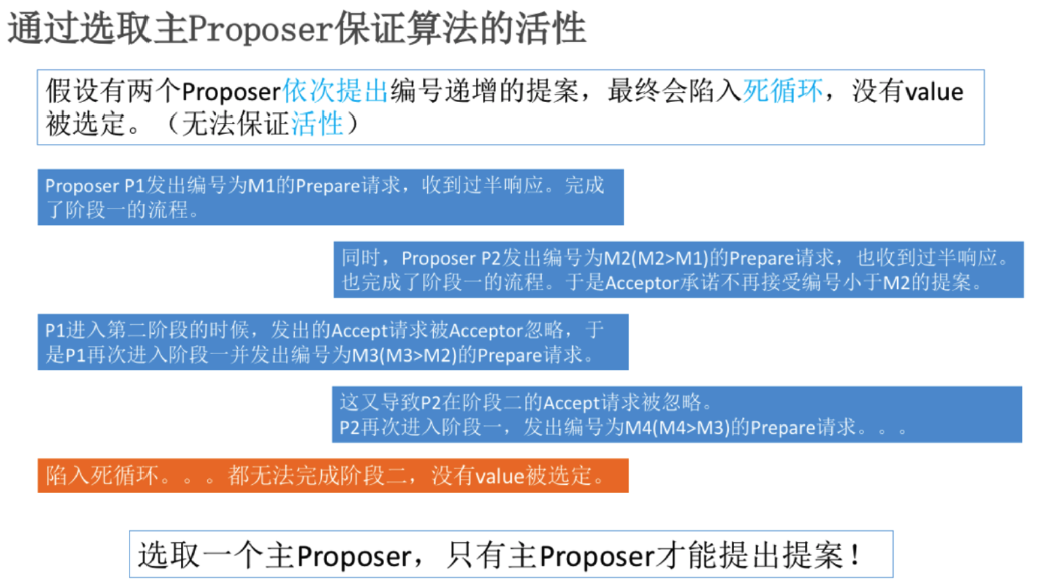 通过选取主Proposer保证算法的活性
假设有两个Proposer依次提出编号递增的提案，最终会陷入死循环，没有value
被选定。（无法保证活性）
Proposer P1发出编号为M1的Prepare请求，收到过半响应。完成
了阶段一的流程。
同时，Proposer P2发出编号为M2(M2>M1)的Prepare请求，也收到过半响应。
也完成了阶段一的流程。于是Acceptor承诺不再接受编号小于M2的提案。
P1进入第二阶段的时候，发出的Accept请求被Acceptor忽略，于
是P1再次进入阶段一并发出编号为M3(M3>M2)的Prepare请求。
这又导致P2在阶段二的Accept请求被忽略。
P2再次进入阶段一，发出编号为M4(M4>M3)的Prepare请求。。。
陷入死循环。。。都无法完成阶段二，没有value被选定。
选取一个主Proposer，只有主Proposer才能提出提案！